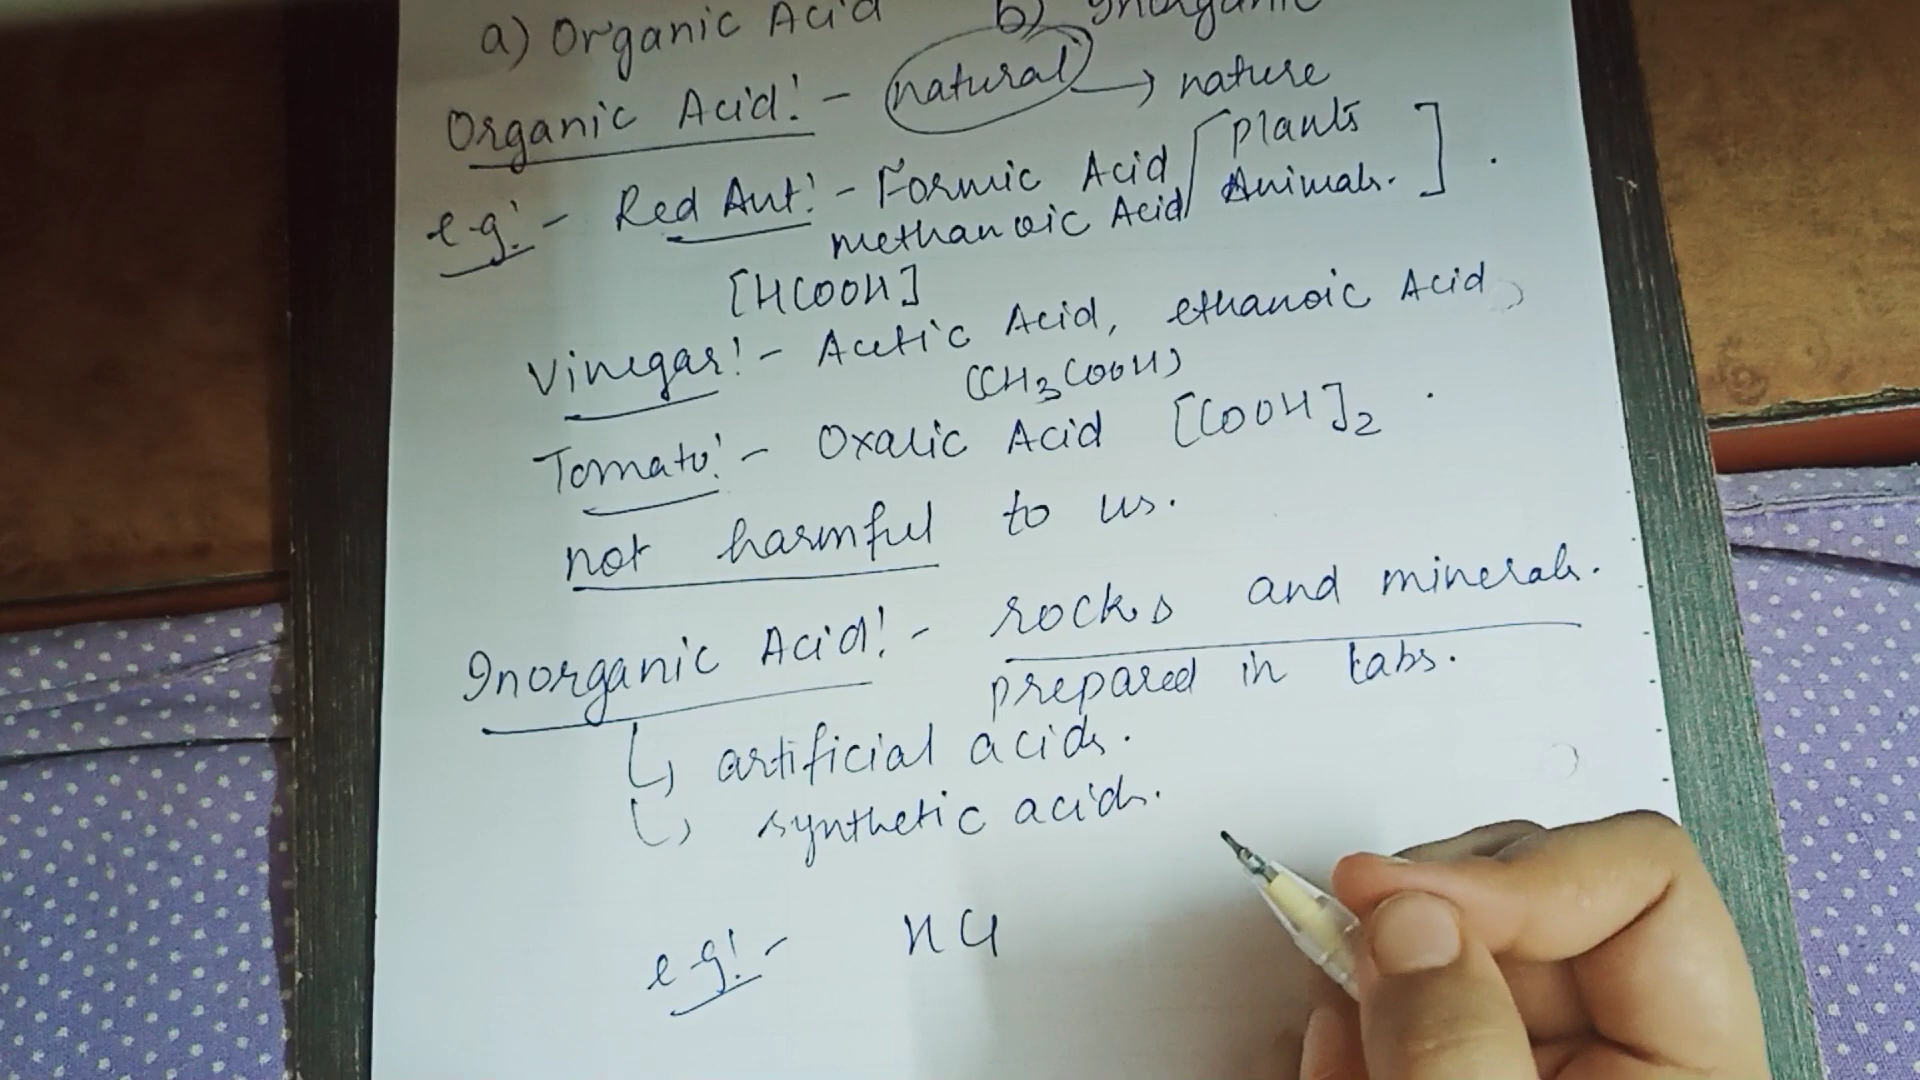 a) Organic Acid b) Inorganic
Organic Acid:- natural → nature
e.g:- Red Ant:- Formic Acid [Plants
methanoic Acid Animals.]
[HCOOH]
Vinegar:- Acetic Acid, ethanoic Acid,
(CH3COOH)
Tomato:- Oxalic Acid [COOH]2
not harmful to us.
Inorganic Acid:- rocks and minerals.
prepared in labs.
↳ artificial acids.
↳ synthetic acids.
e.g:- HCl